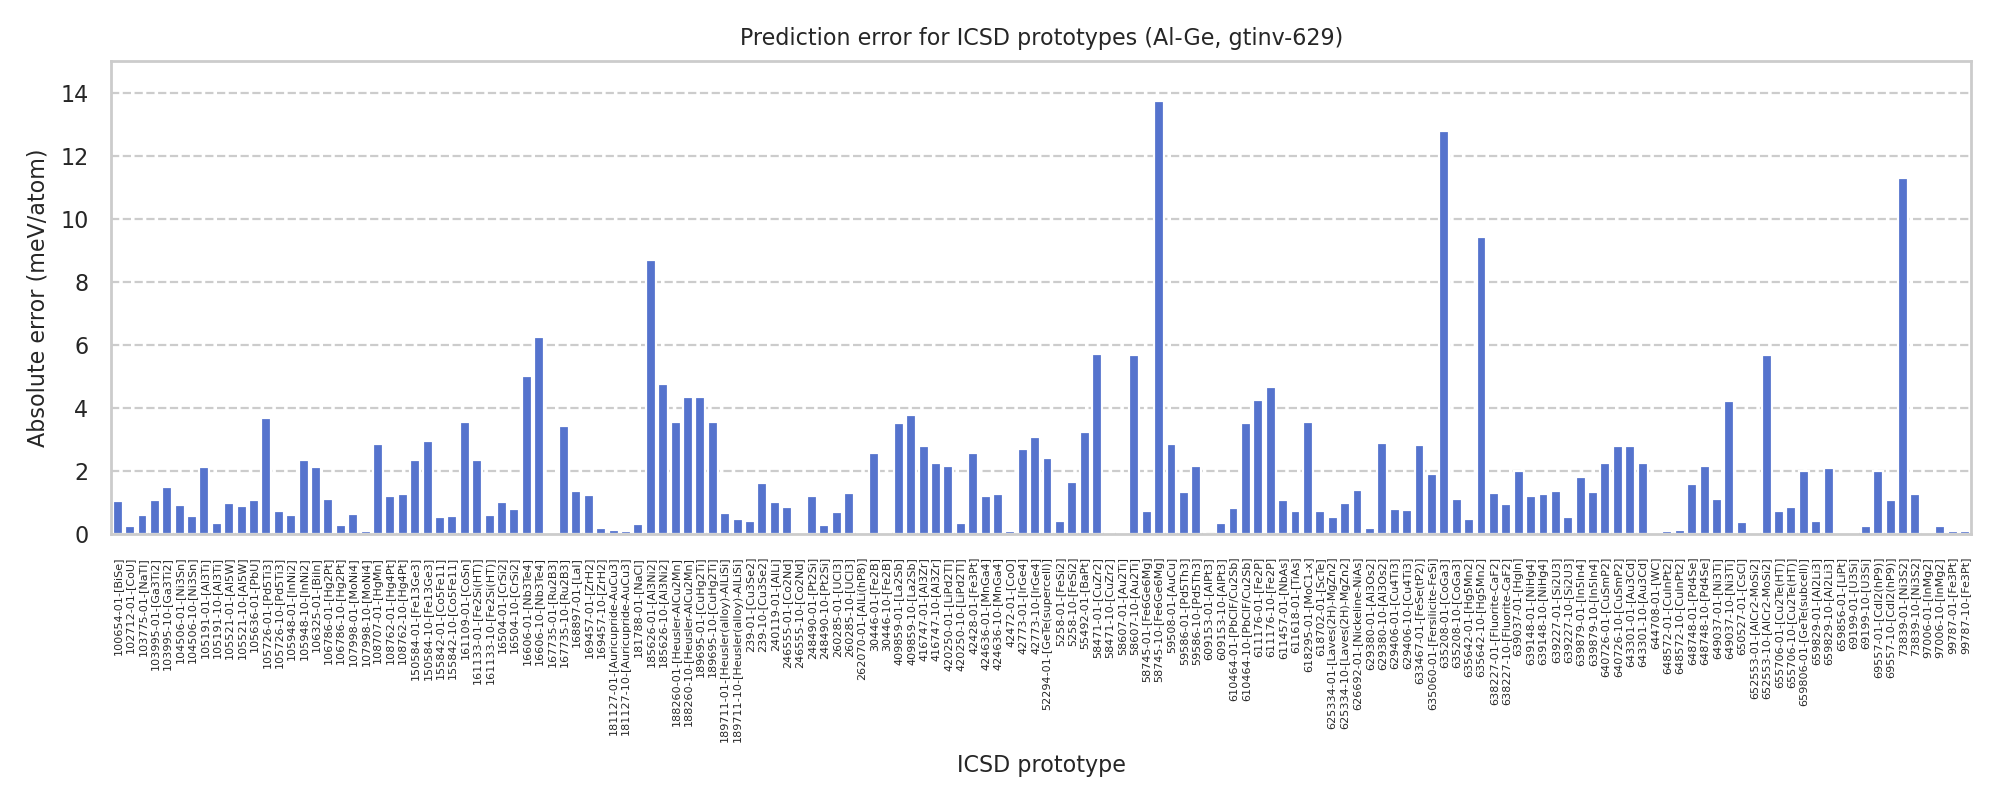 Prediction error for ICSD prototypes (Al-Ge, gtinv-629)
Absolute error (meV/atom)
14
12
10
8
6
4
2
0
100654-01-[BiSe]
102712-01-[CoU]
103775-01-[NaTl]
103995-01-[Ga3Ti2]
103995-10-[Ga3Ti2]
104506-01-[Ni3Sn]
104506-10-[Ni3Sn]
105191-01-[Al3Ti]
105191-10-[Al3Ti]
105521-01-[Al5W]
105521-10-[Al5W]
105636-01-[PbU]
105726-01-[Pd5Ti3]
105726-10-[Pd5Ti3]
105948-01-[InNi2]
105948-10-[InNi2]
106325-01-[BiIn]
106786-01-[Hg2Pt]
106786-10-[Hg2Pt]
107998-01-[MoNi4]
107998-10-[MoNi4]
108707-01-[HgMn]
108762-01-[Hg4Pt]
108762-10-[Hg4Pt]
150584-01-[Fe13Ge3]
150584-10-[Fe13Ge3]
155842-01-[Co5Fe11]
155842-10-[Co5Fe11]
161109-01-[CoSn]
161133-01-[Fe2Si(HT)]
161133-10-[Fe2Si(HT)]
16504-01-[CrSi2]
16504-10-[CrSi2]
16606-01-[Nb3Te4]
16606-10-[Nb3Te4]
167735-01-[Ru2B3]
167735-10-[Ru2B3]
168897-01-[LaI]
169457-01-[ZrH2]
169457-10-[ZrH2]
181127-01-[Auricupride-AuCu3]
181127-10-[Auricupride-AuCu3]
181788-01-[NaCl]
185626-01-[Al3Ni2]
185626-10-[Al3Ni2]
188260-01-[Heusler-AlCu2Mn]
188260-10-[Heusler-AlCu2Mn]
189695-01-[CuHg2Ti]
189695-10-[CuHg2Ti]
189711-01-[Heusler(alloy)-AlLiSi]
189711-10-[Heusler(alloy)-AlLiSi]
239-01-[Cu3Se2]
239-10-[Cu3Se2]
240119-01-[AlLi]
246555-01-[Co2Nd]
246555-10-[Co2Nd]
248490-01-[Pt2Si]
248490-10-[Pt2Si]
260285-01-[UCl3]
260285-10-[UCl3]
262070-01-[AlLi(hP8)]
30446-01-[Fe2B]
30446-10-[Fe2B]
409859-01-[La2Sb]
409859-10-[La2Sb]
416747-01-[Al3Zr]
416747-10-[Al3Zr]
420250-01-[LiPd2Tl]
420250-10-[LiPd2Tl]
42428-01-[Fe3Pt]
424636-01-[MnGa4]
424636-10-[MnGa4]
42472-01-[CoO]
42773-01-[IrGe4]
42773-10-[IrGe4]
52294-01-[GeTe(supercell)]
5258-01-[FeSi2]
5258-10-[FeSi2]
55492-01-[BaPt]
58471-01-[CuZr2]
58471-10-[CuZr2]
58607-01-[Au2Ti]
58745-01-[Fe6Ge6Mg]
58745-10-[Fe6Ge6Mg]
59508-01-[AuCu]
59586-01-[Pd5Th3]
59586-10-[Pd5Th3]
609153-01-[AlPt3]
609153-10-[AlPt3]
610464-01-[PbClF/Cu2Sb]
610464-10-[PbClF/Cu2Sb]
611176-01-[Fe2P]
611176-10-[Fe2P]
611457-01-[NbAs]
611618-01-[TiAs]
618295-01-[MoC1-x]
618702-01-[ScTe]
625334-01-[Laves(2H)-MgZn2]
625334-10-[Laves(2H)-MgZn2]
626692-01-[Nickeline-NiAs]
629380-01-[Al3Os2]
629380-10-[Al3Os2]
629406-01-[Cu4Ti3]
629406-10-[Cu4Ti3]
633467-01-[FeSe(tP2)]
635060-01-[Fersilicite-FeSi]
635208-01-[CoGa3]
635208-10-[CoGa3]
635642-01-[Hg5Mn2]
635642-10-[Hg5Mn2]
638227-01-[Fluorite-CaF2]
638227-10-[Fluorite-CaF2]
639037-01-[HgIn]
639148-01-[NiHg4]
639148-10-[NiHg4]
639227-01-[Si2U3]
639227-10-[Si2U3]
639879-01-[In5In4]
639879-10-[In5In4]
640726-01-[CuSmP2]
640726-10-[CuSmP2]
643301-01-[Au3Cd]
643301-10-[Au3Cd]
644708-01-[WC]
648572-01-[CuInPt2]
648572-10-[CuInPt2]
648748-01-[Pd4Se]
648748-10-[Pd4Se]
649037-01-[Ni3Ti]
649037-10-[Ni3Ti]
650527-01-[CsCl]
652553-01-[AlCr2-MoSi2]
652553-10-[AlCr2-MoSi2]
655706-01-[Cu2Te(HT)]
655706-10-[Cu2Te(HT)]
659806-01-[GeTe(subcell)]
659829-01-[Al2Li3]
659829-10-[Al2Li3]
659856-01-[LiPt]
69199-01-[U3Si]
69199-10-[U3Si]
69557-01-[CdI2(hP9)]
69557-10-[CdI2(hP9)]
73839-01-[Ni3S2]
73839-10-[Ni3S2]
97006-01-[InMg2]
97006-10-[InMg2]
99787-01-[Fe3Pt]
99787-10-[Fe3Pt]
ICSD prototype